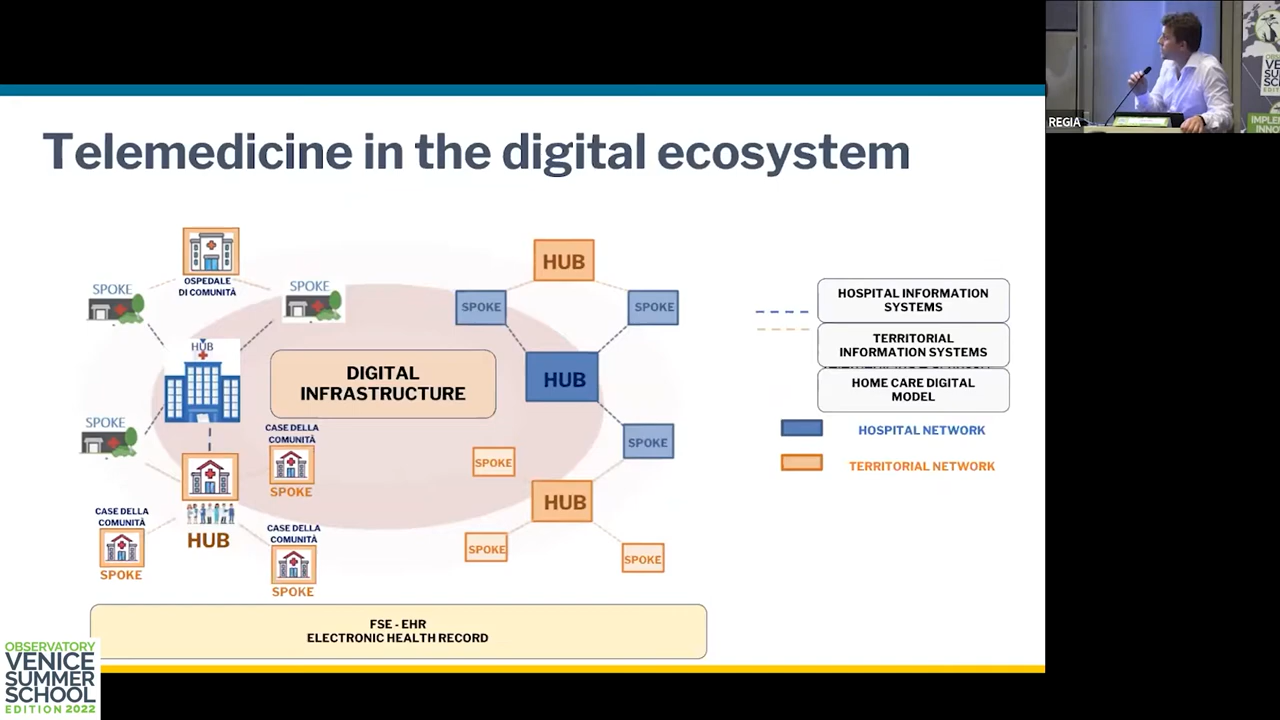 REGIA
Telemedicine in the digital ecosystem
OSPEDALE
DI COMUNITÀ
SPOKE
SPOKE
HUB
SPOKE
CASE DELLA
COMUNITÀ
SPOKE
HUB
CASE DELLA
COMUNITÀ
SPOKE
CASE DELLA
COMUNITÀ
SPOKE
DIGITAL
INFRASTRUCTURE
HUB
SPOKE
SPOKE
HUB
SPOKE
SPOKE
HUB
SPOKE
SPOKE
HOSPITAL INFORMATION
SYSTEMS
TERRITORIAL
INFORMATION SYSTEMS
HOME CARE DIGITAL
MODEL
HOSPITAL NETWORK
TERRITORIAL NETWORK
FSE - EHR
ELECTRONIC HEALTH RECORD
OBSERVATORY
VENICE
SUMMER
SCHOOL
EDITION 2022